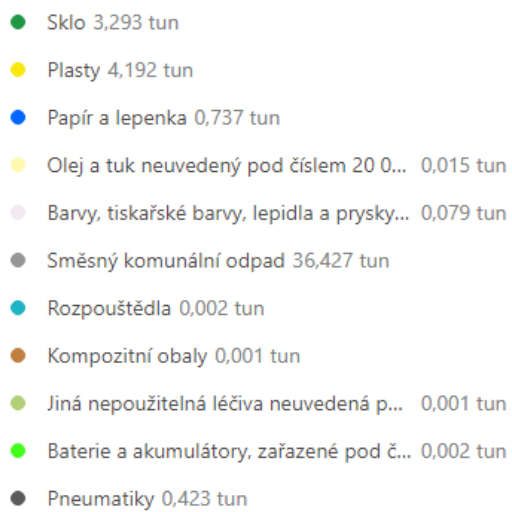 Sklo 3,293 tun
Plasty 4,192 tun
Papír a lepenka 0,737 tun
Olej a tuk neuvedený pod číslem 20 0... 0,015 tun
Barvy, tiskařské barvy, lepidla a prysky... 0,079 tun
Směsný komunální odpad 36,427 tun
Rozpouštědla 0,002 tun
Kompozitní obaly 0,001 tun
Jiná nepoužitelná léčiva neuvedená p... 0,001 tun
Baterie a akumulátory, zařazené pod č... 0,002 tun
Pneumatiky 0,423 tun